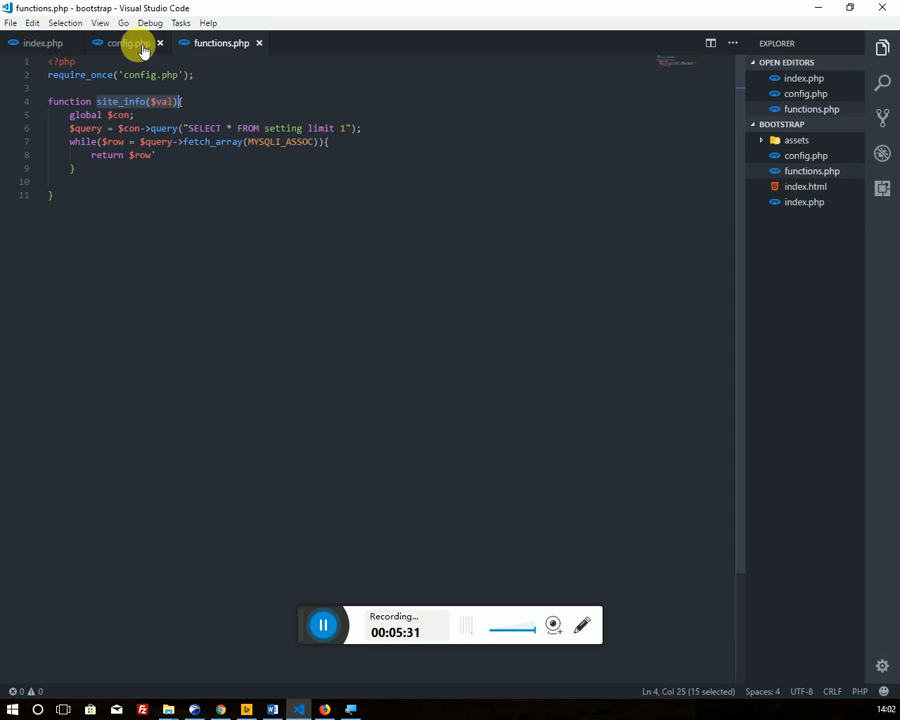 functions.php - bootstrap - Visual Studio Code
File Edit Selection View Go Debug Tasks Help
index.php config.php functions.php
EXPLORER
OPEN EDITORS
index.php
config.php
functions.php
BOOTSTRAP
assets
config.php
functions.php
index.html
index.php
1 <?php
2 require_once('config.php');
3
4 function site_info($val){
5 global $con;
6 $query = $con->query("SELECT * FROM setting limit 1");
7 while($row = $query->fetch_array(MYSQLI_ASSOC)){
8 return $row'
9 }
10
11 }
Recording...
00:05:31
0 0
Ln 4, Col 25 (15 selected) Spaces: 4 UTF-8 CRLF PHP
14:02